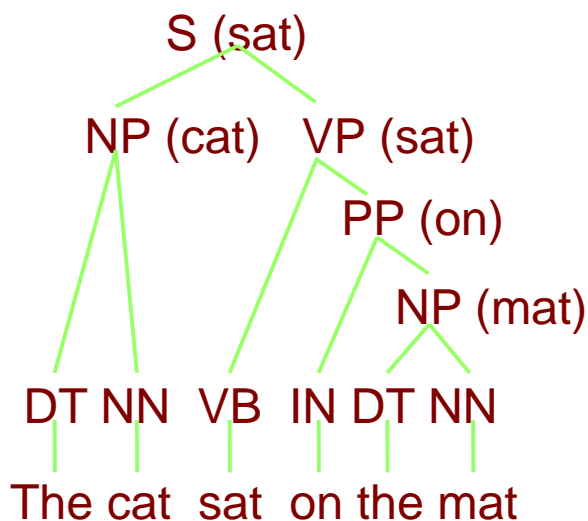 S (sat)
NP (cat) VP (sat)
PP (on)
NP (mat)
DT NN VB IN DT NN
The cat sat on the mat